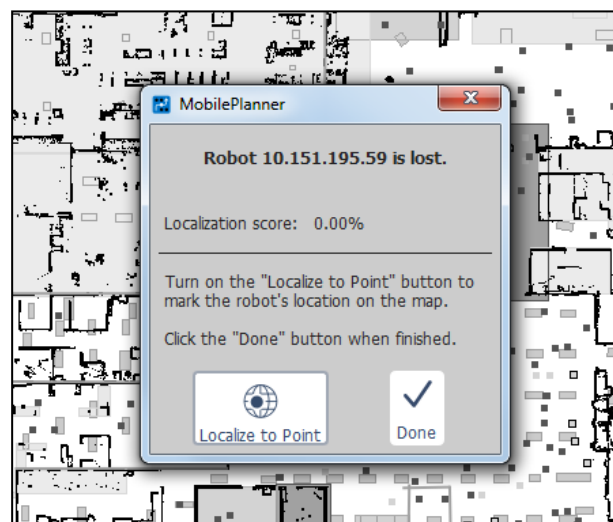 MobilePlanner
Robot 10.151.195.59 is lost.
Localization score: 0.00%
Turn on the "Localize to Point" button to
mark the robot's location on the map.
Click the "Done" button when finished.
Localize to Point
Done